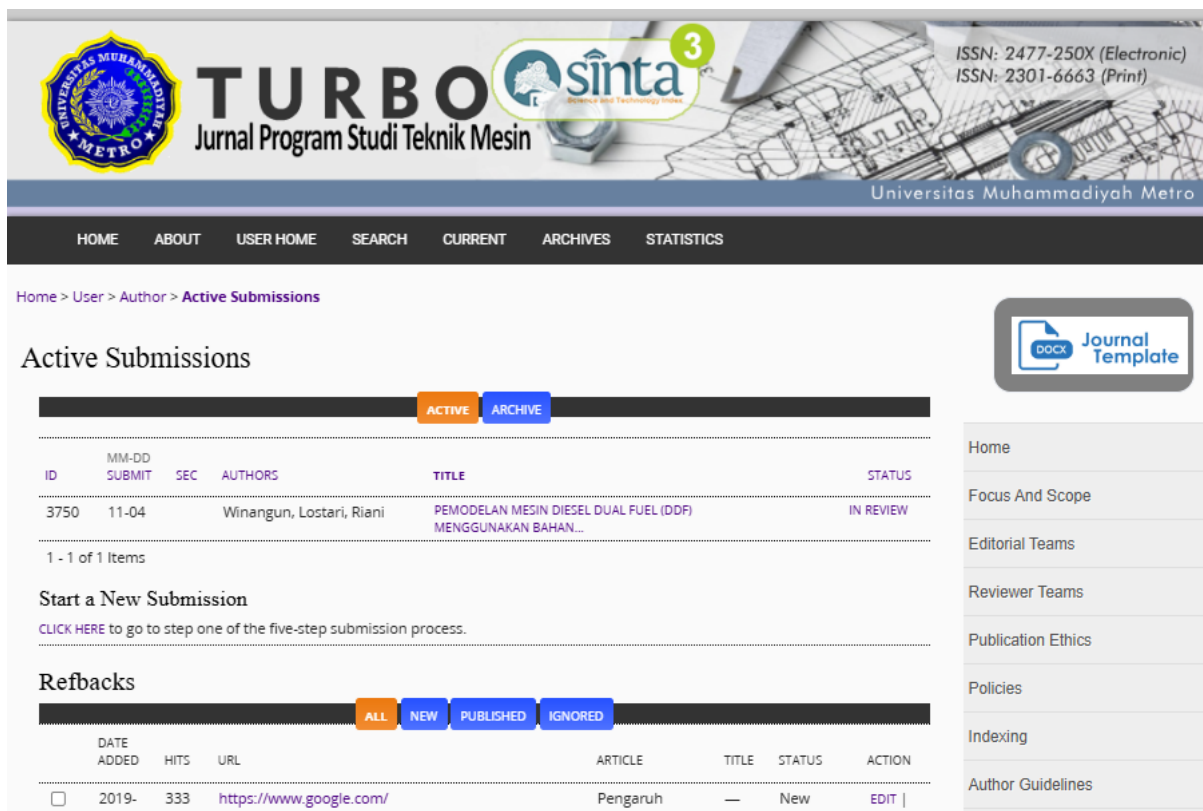 UNIVERSITAS MUHAMMADIYAH
METRO
TURBO
Jurnal Program Studi Teknik Mesin
sînta
3
Science and Technology Index
ISSN: 2477-250X (Electronic)
ISSN: 2301-6663 (Print)
Universitas Muhammadiyah Metro
HOME ABOUT USER HOME SEARCH CURRENT ARCHIVES STATISTICS
Home > User > Author > Active Submissions
Active Submissions
ACTIVE ARCHIVE
MM-DD
ID SUBMIT SEC AUTHORS TITLE STATUS
3750 11-04 Winangun, Lostari, Riani PEMODELAN MESIN DIESEL DUAL FUEL (DDF) IN REVIEW
MENGGUNAKAN BAHAN...
1 - 1 of 1 Items
Start a New Submission
CLICK HERE to go to step one of the five-step submission process.
Refbacks
ALL NEW PUBLISHED IGNORED
DATE
ADDED HITS URL ARTICLE TITLE STATUS ACTION
2019- 333 https://www.google.com/ Pengaruh — New EDIT |
DOCX
Journal
Template
Home
Focus And Scope
Editorial Teams
Reviewer Teams
Publication Ethics
Policies
Indexing
Author Guidelines